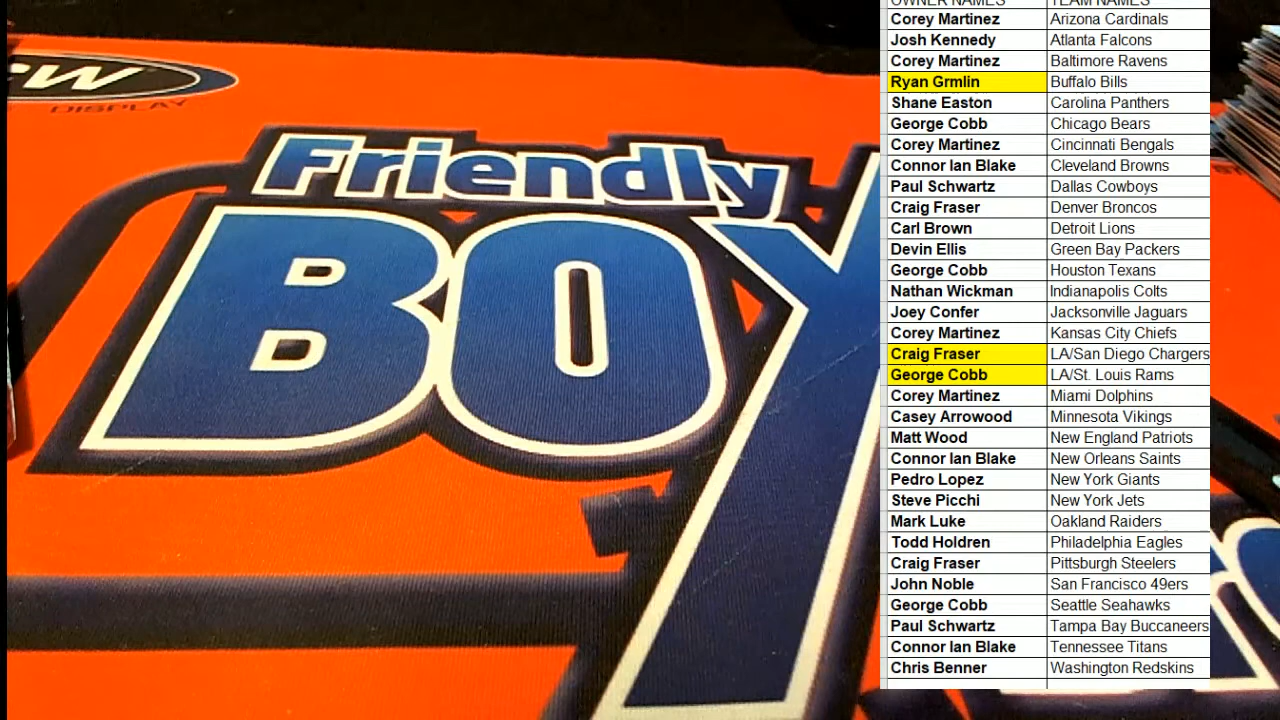 CW
DISPLAY
Friendly
BOY
OWNER NAMES TEAM NAMES
Corey Martinez Arizona Cardinals
Josh Kennedy Atlanta Falcons
Corey Martinez Baltimore Ravens
Ryan Grmlin Buffalo Bills
Shane Easton Carolina Panthers
George Cobb Chicago Bears
Corey Martinez Cincinnati Bengals
Connor Ian Blake Cleveland Browns
Paul Schwartz Dallas Cowboys
Craig Fraser Denver Broncos
Carl Brown Detroit Lions
Devin Ellis Green Bay Packers
George Cobb Houston Texans
Nathan Wickman Indianapolis Colts
Joey Confer Jacksonville Jaguars
Corey Martinez Kansas City Chiefs
Craig Fraser LA/San Diego Chargers
George Cobb LA/St. Louis Rams
Corey Martinez Miami Dolphins
Casey Arrowood Minnesota Vikings
Matt Wood New England Patriots
Connor Ian Blake New Orleans Saints
Pedro Lopez New York Giants
Steve Picchi New York Jets
Mark Luke Oakland Raiders
Todd Holdren Philadelphia Eagles
Craig Fraser Pittsburgh Steelers
John Noble San Francisco 49ers
George Cobb Seattle Seahawks
Paul Schwartz Tampa Bay Buccaneers
Connor Ian Blake Tennessee Titans
Chris Benner Washington Redskins